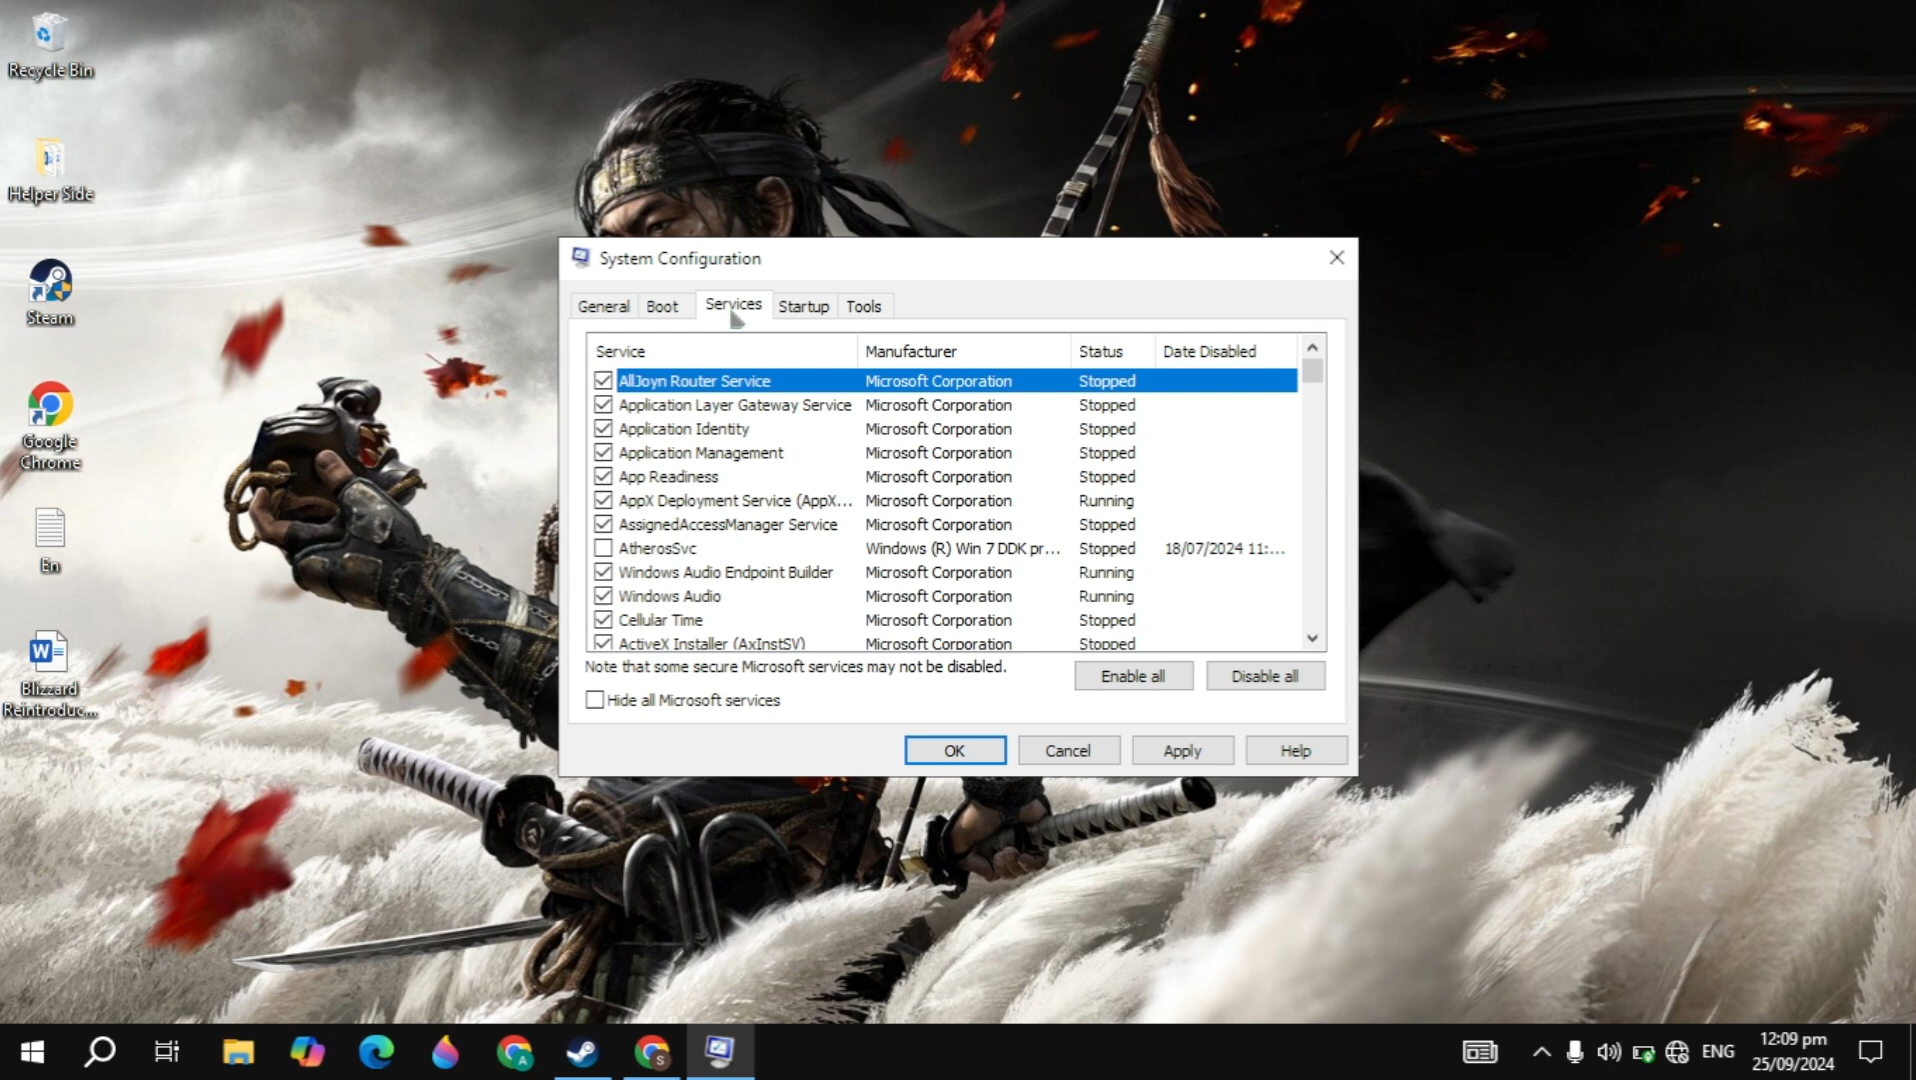 Recycle Bin
Helper Side
Steam
Google
Chrome
En
Blizzard
Reintroduc...
System Configuration
General Boot Services Startup Tools
Service Manufacturer Status Date Disabled
AllJoyn Router Service Microsoft Corporation Stopped
Application Layer Gateway Service Microsoft Corporation Stopped
Application Identity Microsoft Corporation Stopped
Application Management Microsoft Corporation Stopped
App Readiness Microsoft Corporation Stopped
AppX Deployment Service (AppX... Microsoft Corporation Running
AssignedAccessManager Service Microsoft Corporation Stopped
AtherosSvc Windows (R) Win 7 DDK pr... Stopped 18/07/2024 11:...
Windows Audio Endpoint Builder Microsoft Corporation Running
Windows Audio Microsoft Corporation Running
Cellular Time Microsoft Corporation Stopped
ActiveX Installer (AxInstSV) Microsoft Corporation Stopped
Note that some secure Microsoft services may not be disabled.
Enable all Disable all
Hide all Microsoft services
OK Cancel Apply Help
A
S
ENG
12:09 pm
25/09/2024